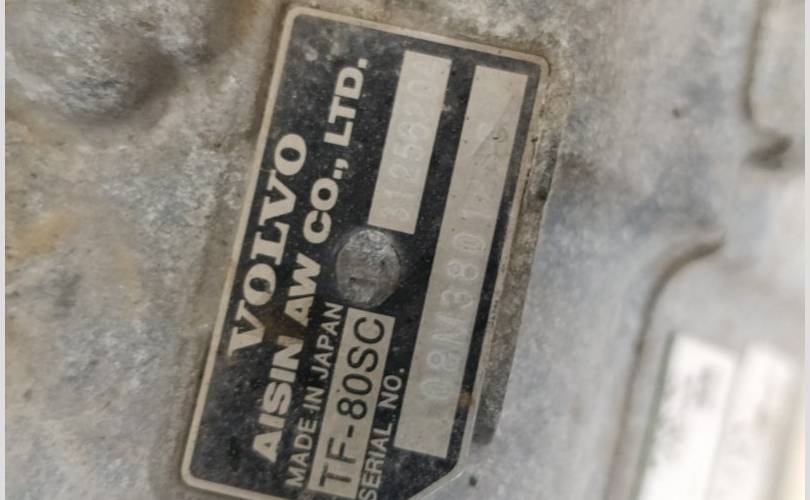 VOLVO
AISIN AW CO., LTD.
MADE IN JAPAN
TF-80SC
SERIAL NO.